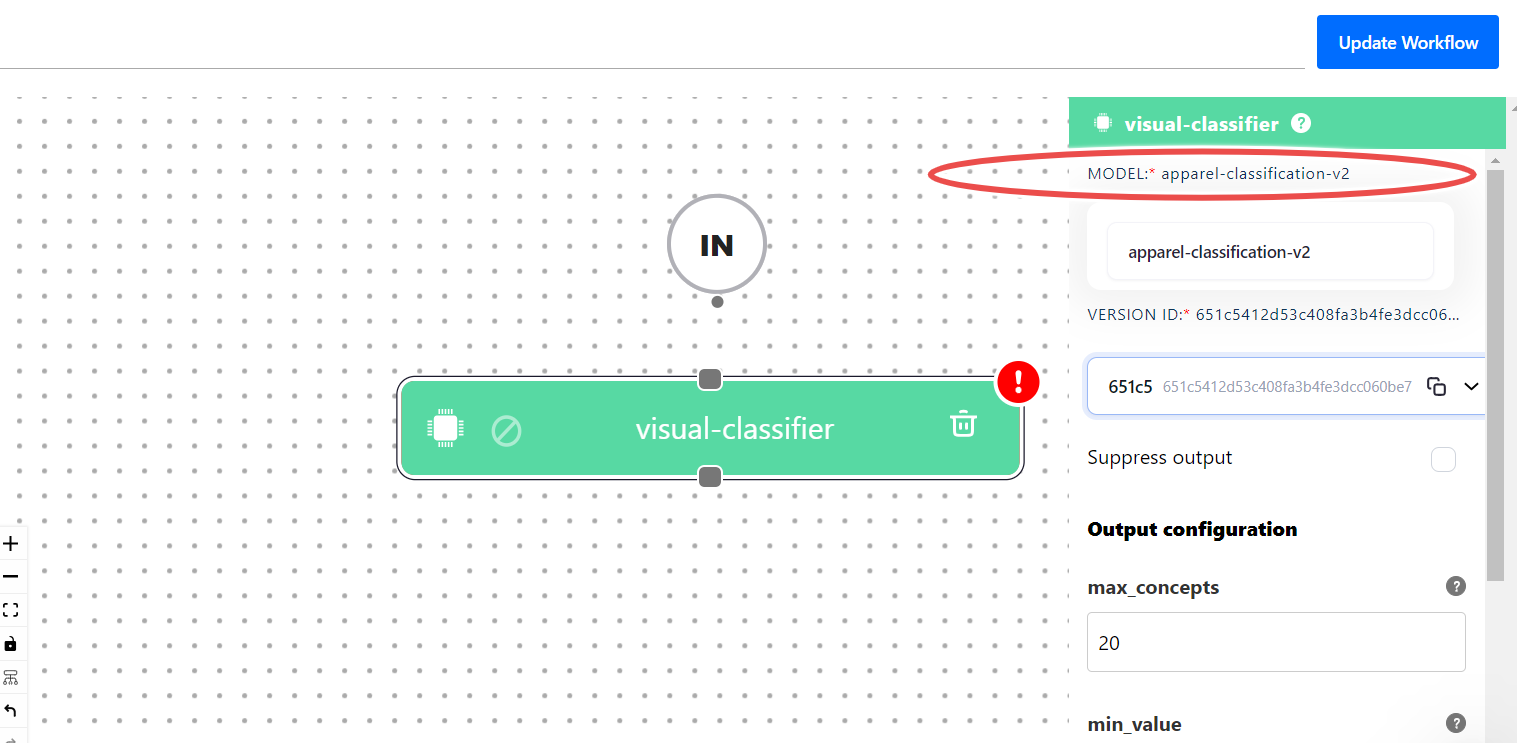 Update Workflow
visual-classifier ?
MODEL:* apparel-classification-v2
IN
apparel-classification-v2
VERSION ID:* 651c5412d53c408fa3b4fe3dcc06...
651c5 651c5412d53c408fa3b4fe3dcc060be7
!
visual-classifier
Suppress output
Output configuration
max_concepts ?
20
min_value ?